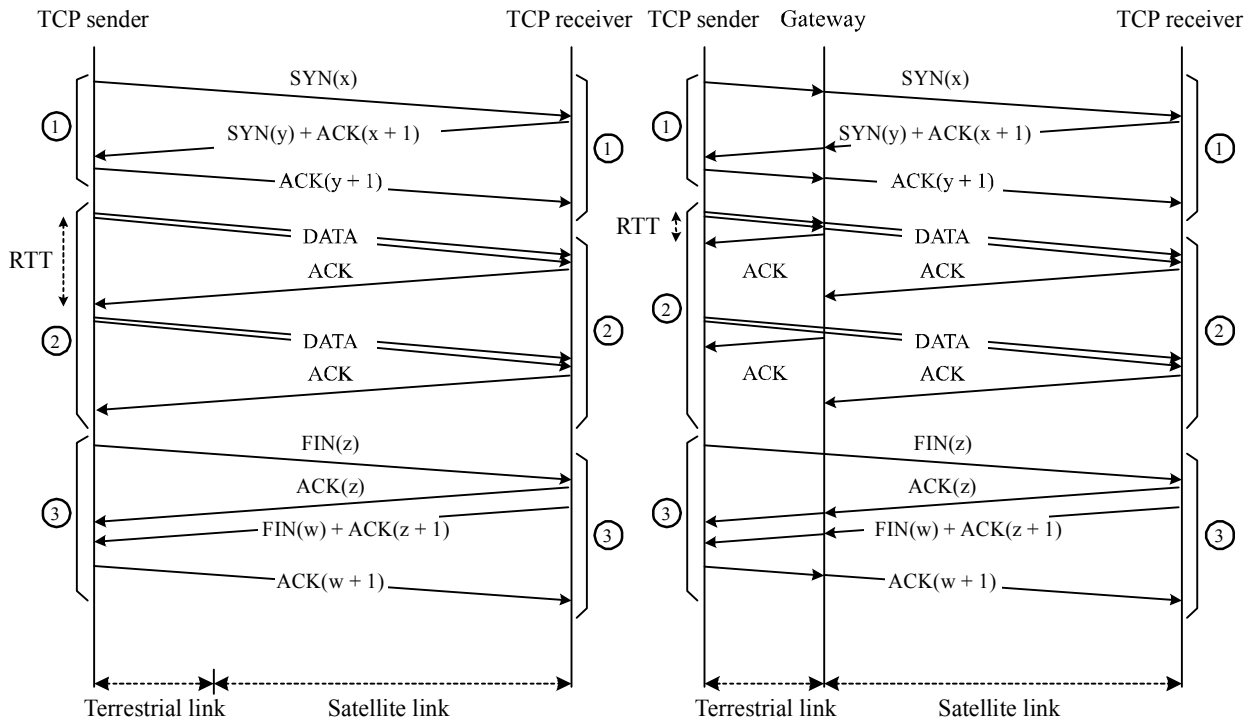 TCP sender
TCP receiver
SYN(x)
1
SYN(y) + ACK(x + 1)
1
ACK(y + 1)
RTT
DATA
ACK
2
DATA
2
ACK
FIN(z)
ACK(z)
3
FIN(w) + ACK(z + 1)
3
ACK(w + 1)
Terrestrial link
Satellite link
TCP sender
Gateway
TCP receiver
SYN(x)
1
SYN(y) + ACK(x + 1)
1
ACK(y + 1)
RTT
DATA
ACK
ACK
2
DATA
2
ACK
ACK
FIN(z)
ACK(z)
3
FIN(w) + ACK(z + 1)
3
ACK(w + 1)
Terrestrial link
Satellite link